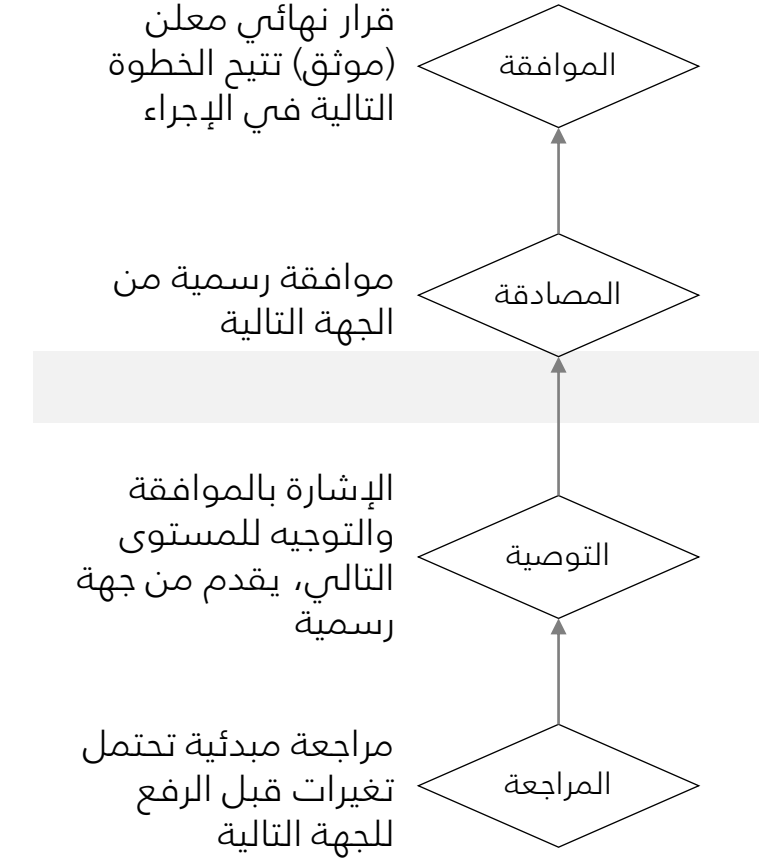 قرار نهائي معلن
(موثق) تتيح الخطوة
التالية في الإجراء
الموافقة
موافقة رسمية من
الجهة التالية
المصادقة
الإشارة بالموافقة
والتوجيه للمستوى
التالي، يقدم من جهة
رسمية
التوصية
مراجعة مبدئية تحتمل
تغيرات قبل الرفع
للجهة التالية
المراجعة